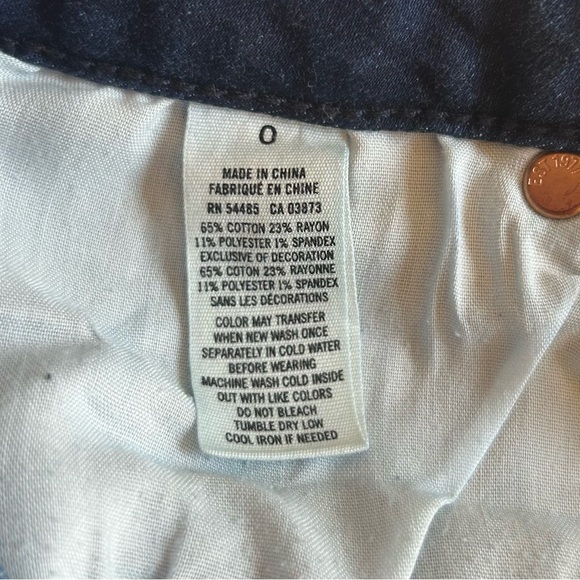 0
MADE IN CHINA
FABRIQUÉ EN CHINE
RN 54485 CA 03873
65% COTTON 23% RAYON
11% POLYESTER 1% SPANDEX
EXCLUSIVE OF DECORATION
65% COTON 23% RAYONNE
11% POLYESTER 1% SPANDEX
SANS LES DÉCORATIONS
COLOR MAY TRANSFER
WHEN NEW WASH ONCE
SEPARATELY IN COLD WATER
BEFORE WEARING
MACHINE WASH COLD INSIDE
OUT WITH LIKE COLORS
DO NOT BLEACH
TUMBLE DRY LOW
COOL IRON IF NEEDED
EST